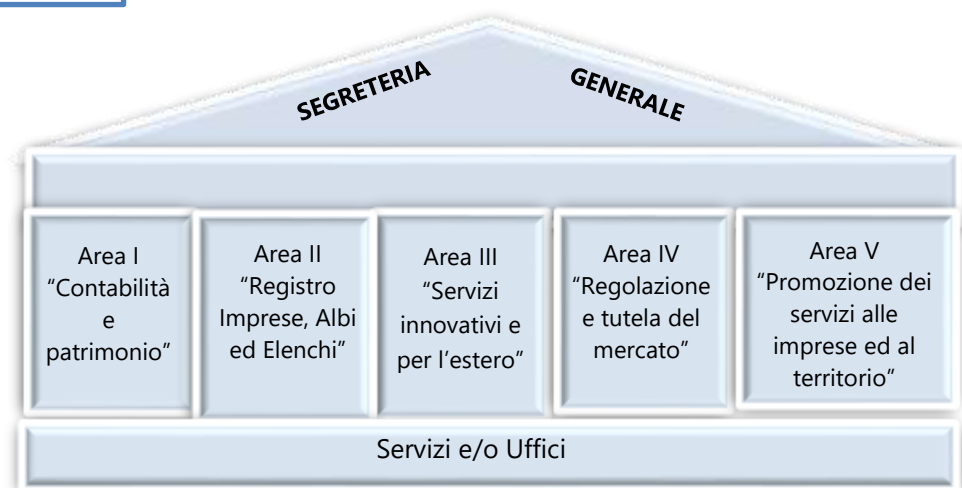 SEGRETERIA GENERALE
Area I
“Contabilità
e
patrimonio”
Area II
“Registro
Imprese, Albi
ed Elenchi”
Area III
“Servizi
innovativi e
per l’estero”
Area IV
“Regolazione
e tutela del
mercato”
Area V
“Promozione dei
servizi alle
imprese ed al
territorio”
Servizi e/o Uffici